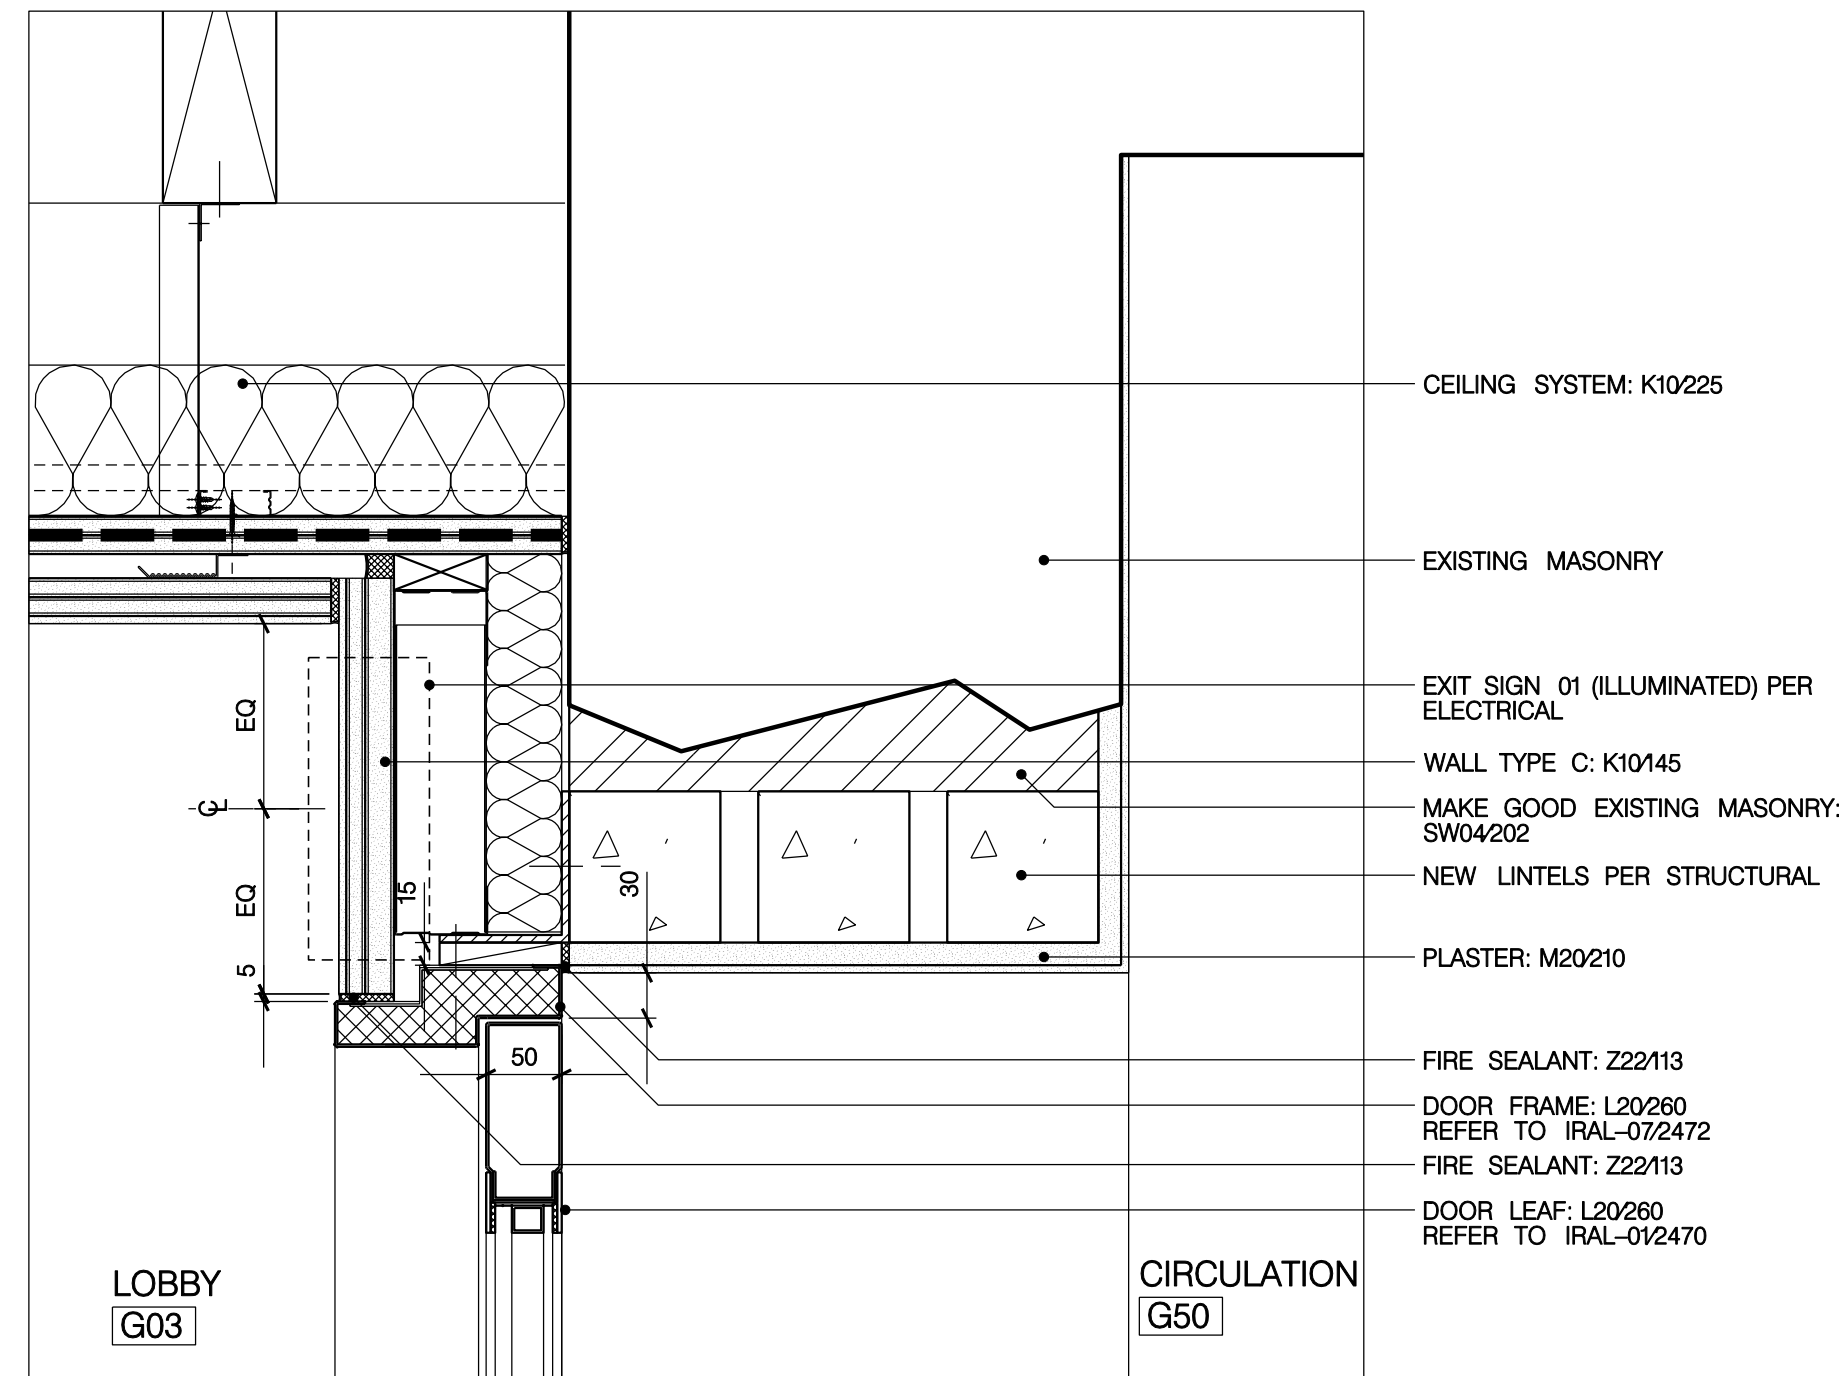 CEILING SYSTEM: K10/225
EXISTING MASONRY
EXIT SIGN 01 (ILLUMINATED) PER
ELECTRICAL
WALL TYPE C: K10/145
MAKE GOOD EXISTING MASONRY:
SW04/202
NEW LINTELS PER STRUCTURAL
PLASTER: M20/210
FIRE SEALANT: Z22/113
DOOR FRAME: L20/260
REFER TO IRAL-07/2472
FIRE SEALANT: Z22/113
DOOR LEAF: L20/260
REFER TO IRAL-01/2470
EQ
CL
EQ
5
15
30
50
LOBBY
G03
CIRCULATION
G50